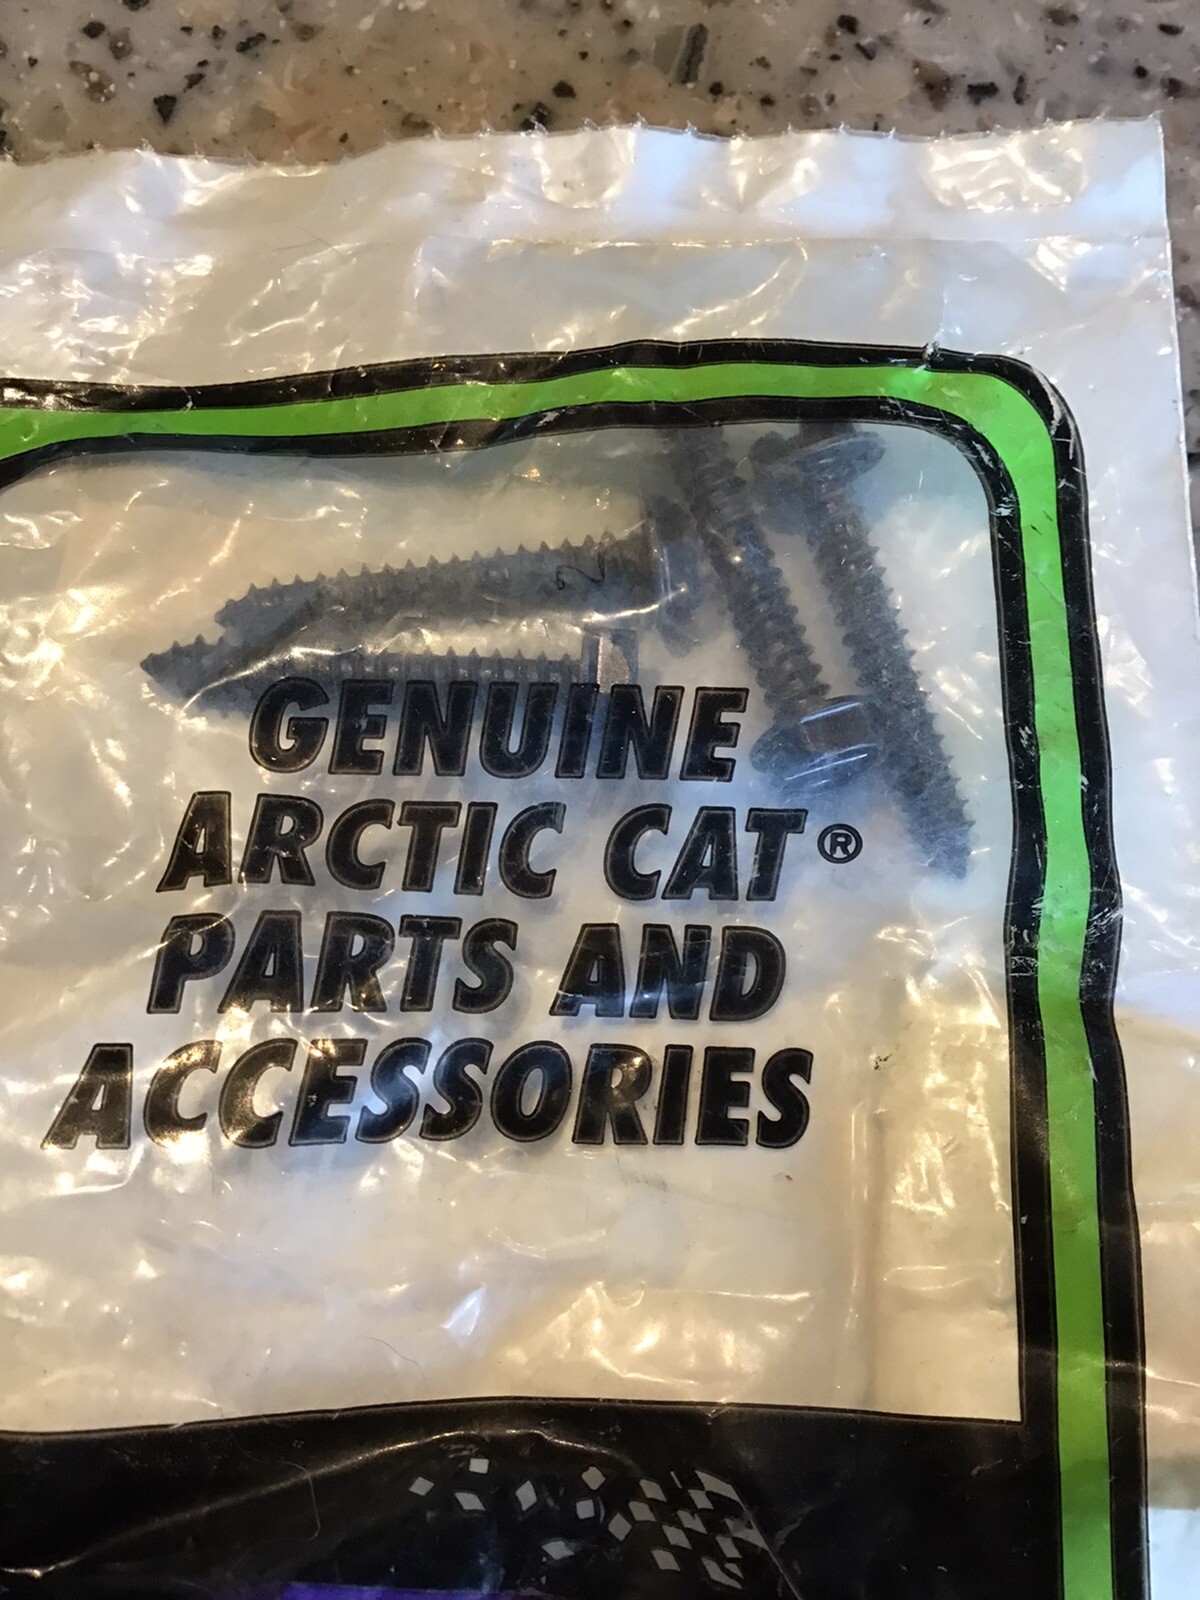 GENUINE
ARCTIC CAT®
PARTS AND
ACCESSORIES